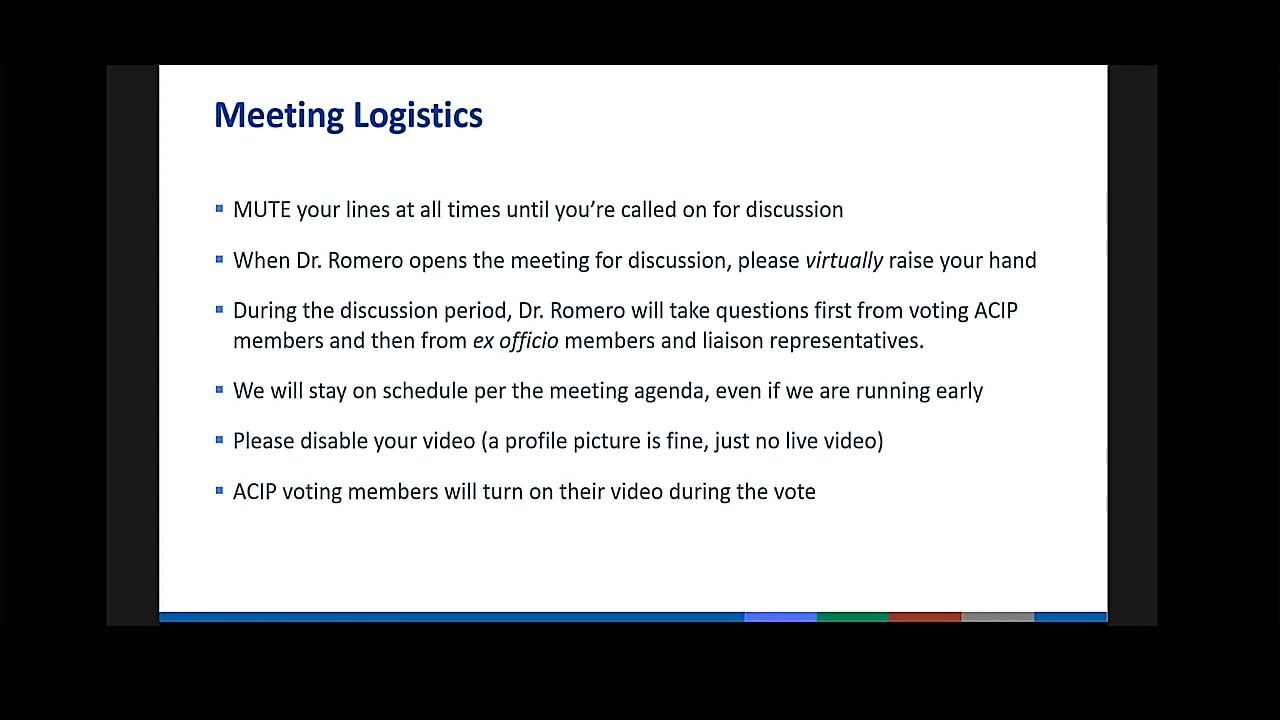 Meeting Logistics
MUTE your lines at all times until you’re called on for discussion
When Dr. Romero opens the meeting for discussion, please virtually raise your hand
During the discussion period, Dr. Romero will take questions first from voting ACIP
members and then from ex officio members and liaison representatives.
We will stay on schedule per the meeting agenda, even if we are running early
Please disable your video (a profile picture is fine, just no live video)
ACIP voting members will turn on their video during the vote